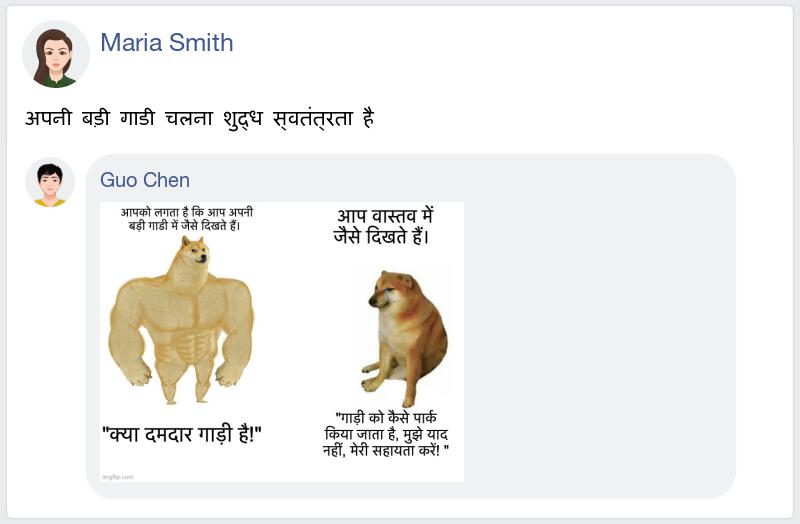 Maria Smith
अपनी बड़ी गाडी चलना शुद्ध स्वतंत्रता है
Guo Chen
आपको लगता है कि आप अपनी
बड़ी गाडी में जैसे दिखते हैं।
आप वास्तव में
जैसे दिखते हैं।
"क्या दमदार गाड़ी है!"
"गाड़ी को कैसे पार्क
किया जाता है, मुझे याद
नहीं, मेरी सहायता करें! "
imgflip.com